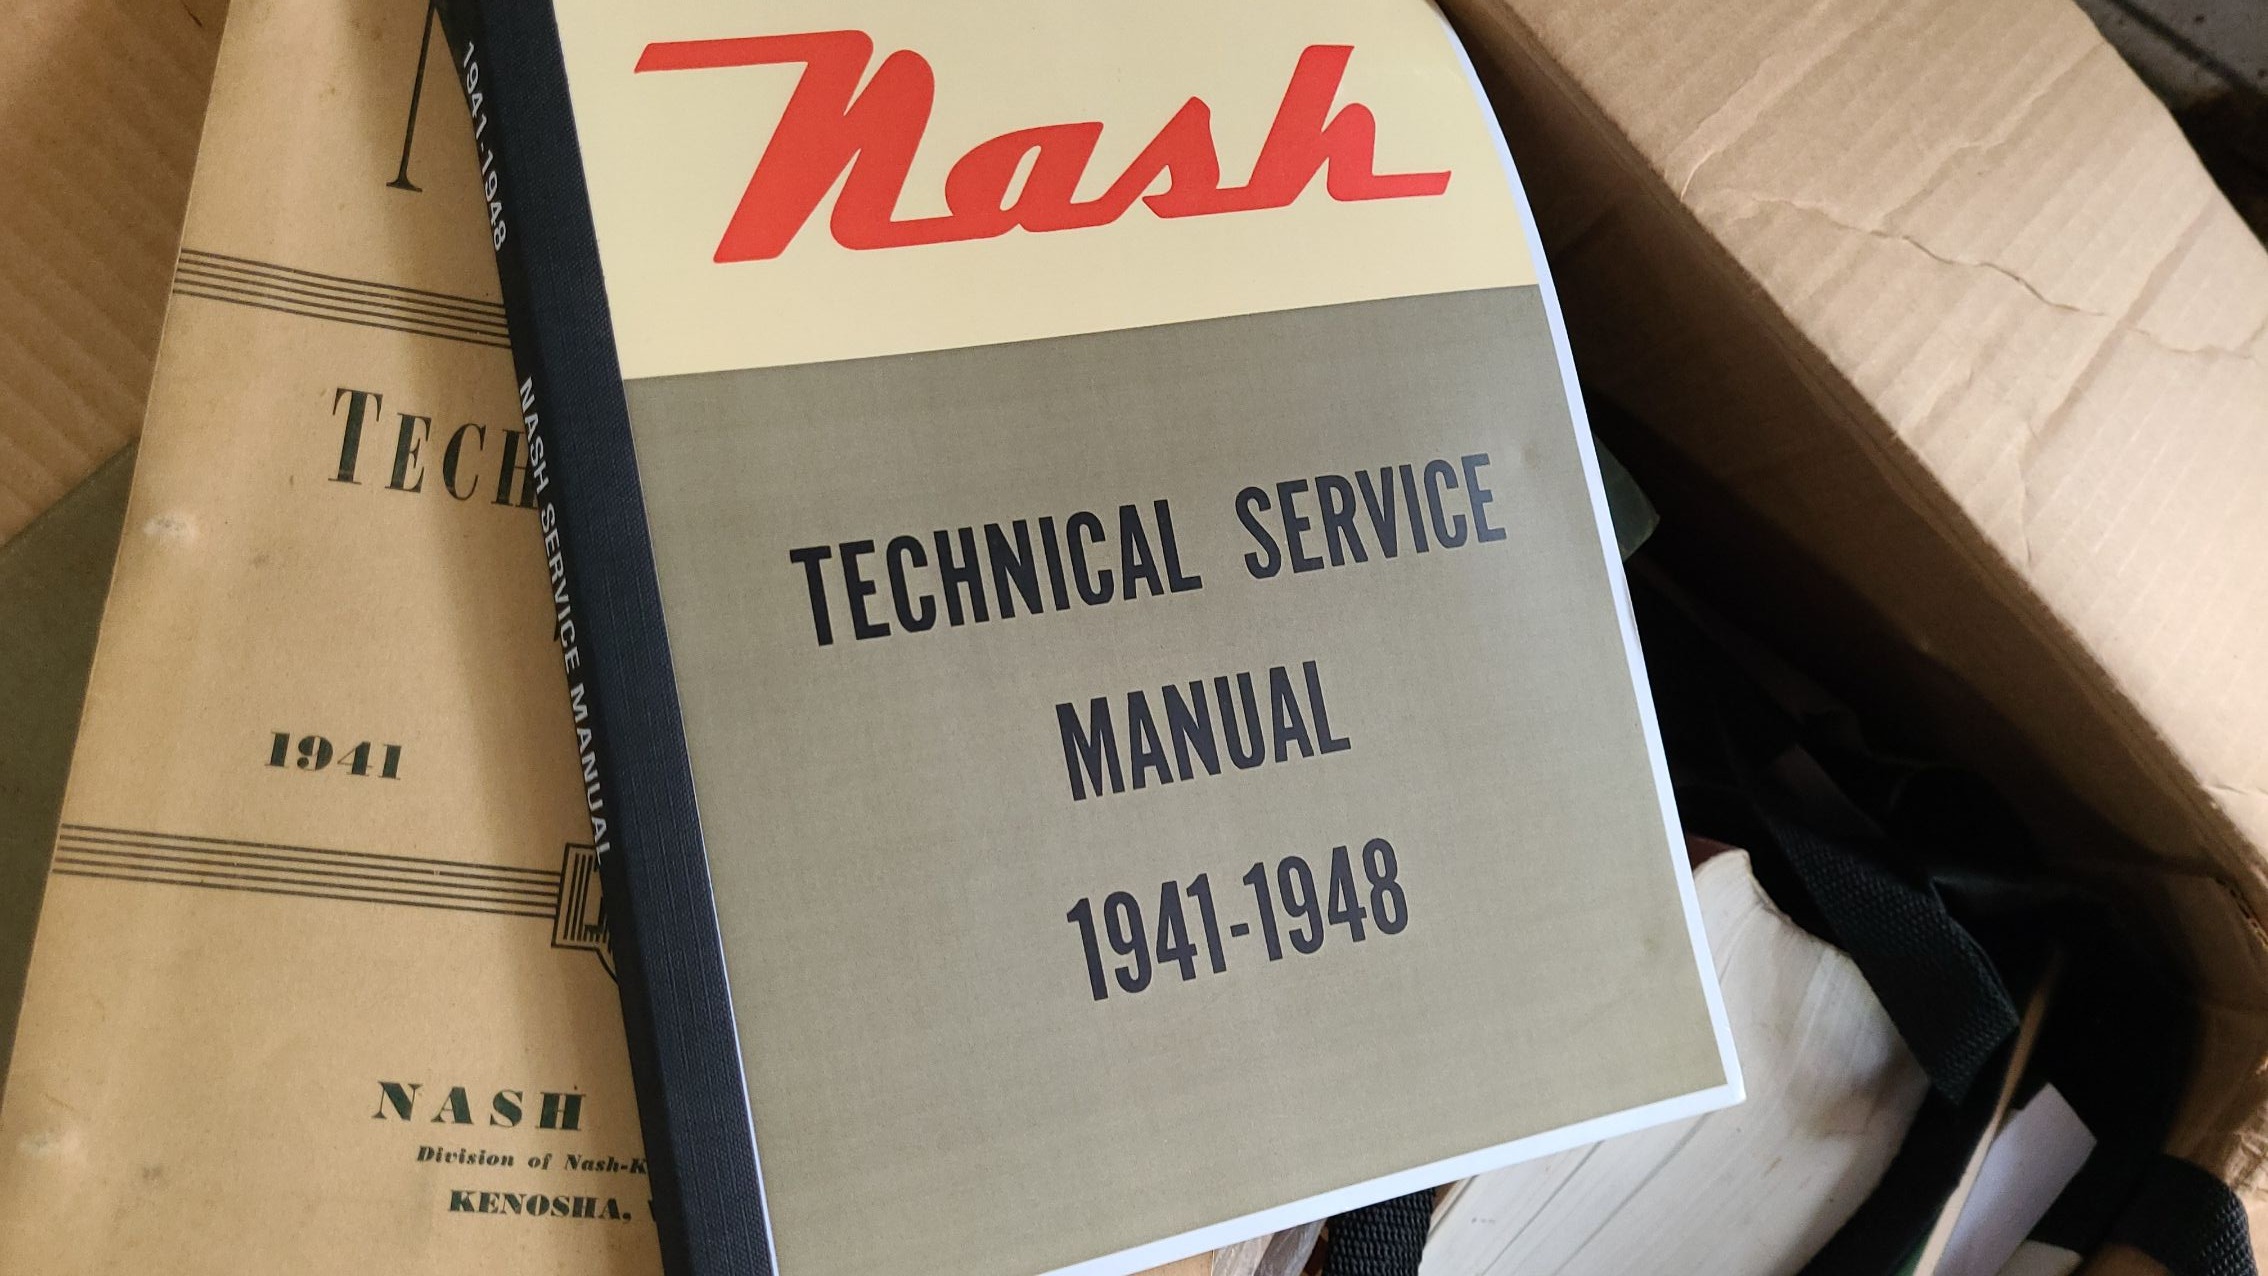 Nash
TECHNICAL SERVICE
MANUAL
1941-1948
1941-1948 NASH SERVICE MANUAL
TECH
1941
NASH
Division of Nash-K
KENOSHA,